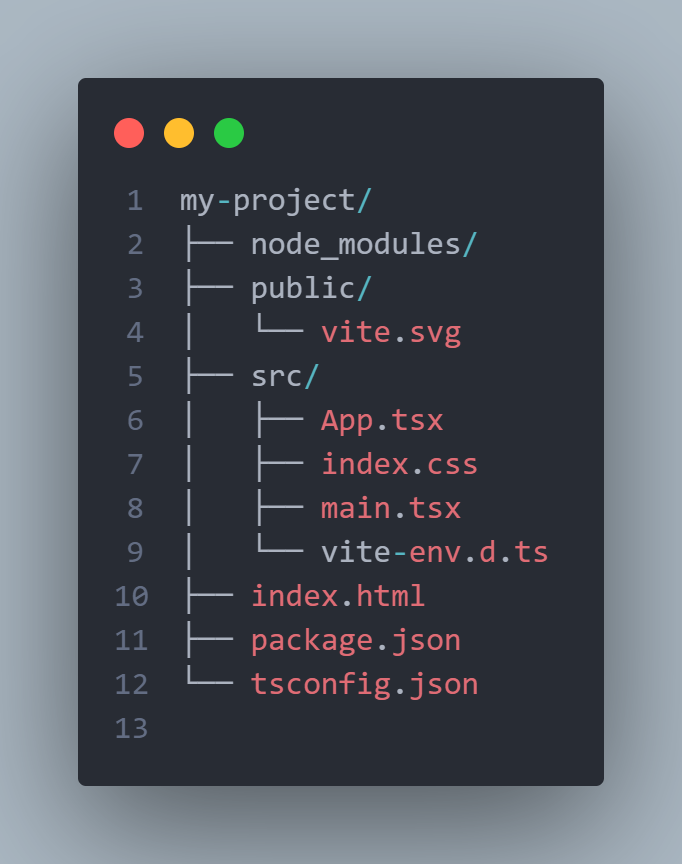 1 my-project/
2 ├── node_modules/
3 ├── public/
4 │   └── vite.svg
5 ├── src/
6 │   ├── App.tsx
7 │   ├── index.css
8 │   ├── main.tsx
9 │   └── vite-env.d.ts
10 ├── index.html
11 ├── package.json
12 └── tsconfig.json
13